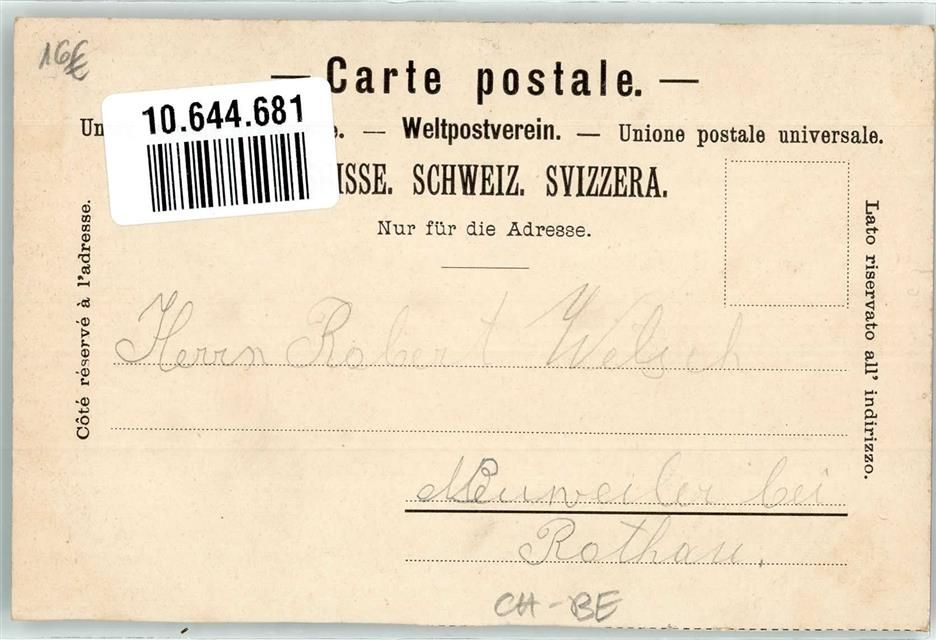 16€
— Carte postale. —
10.644.681
Un e. — Weltpostverein. — Unione postale universale.
ISSE. SCHWEIZ. SVIZZERA.
Nur für die Adresse.
Côté réservé à l'adresse.
Lato riservato all' indirizzo.
Herrn Robert Welsch
Neuweiler bei
Rothau.
CH-BE